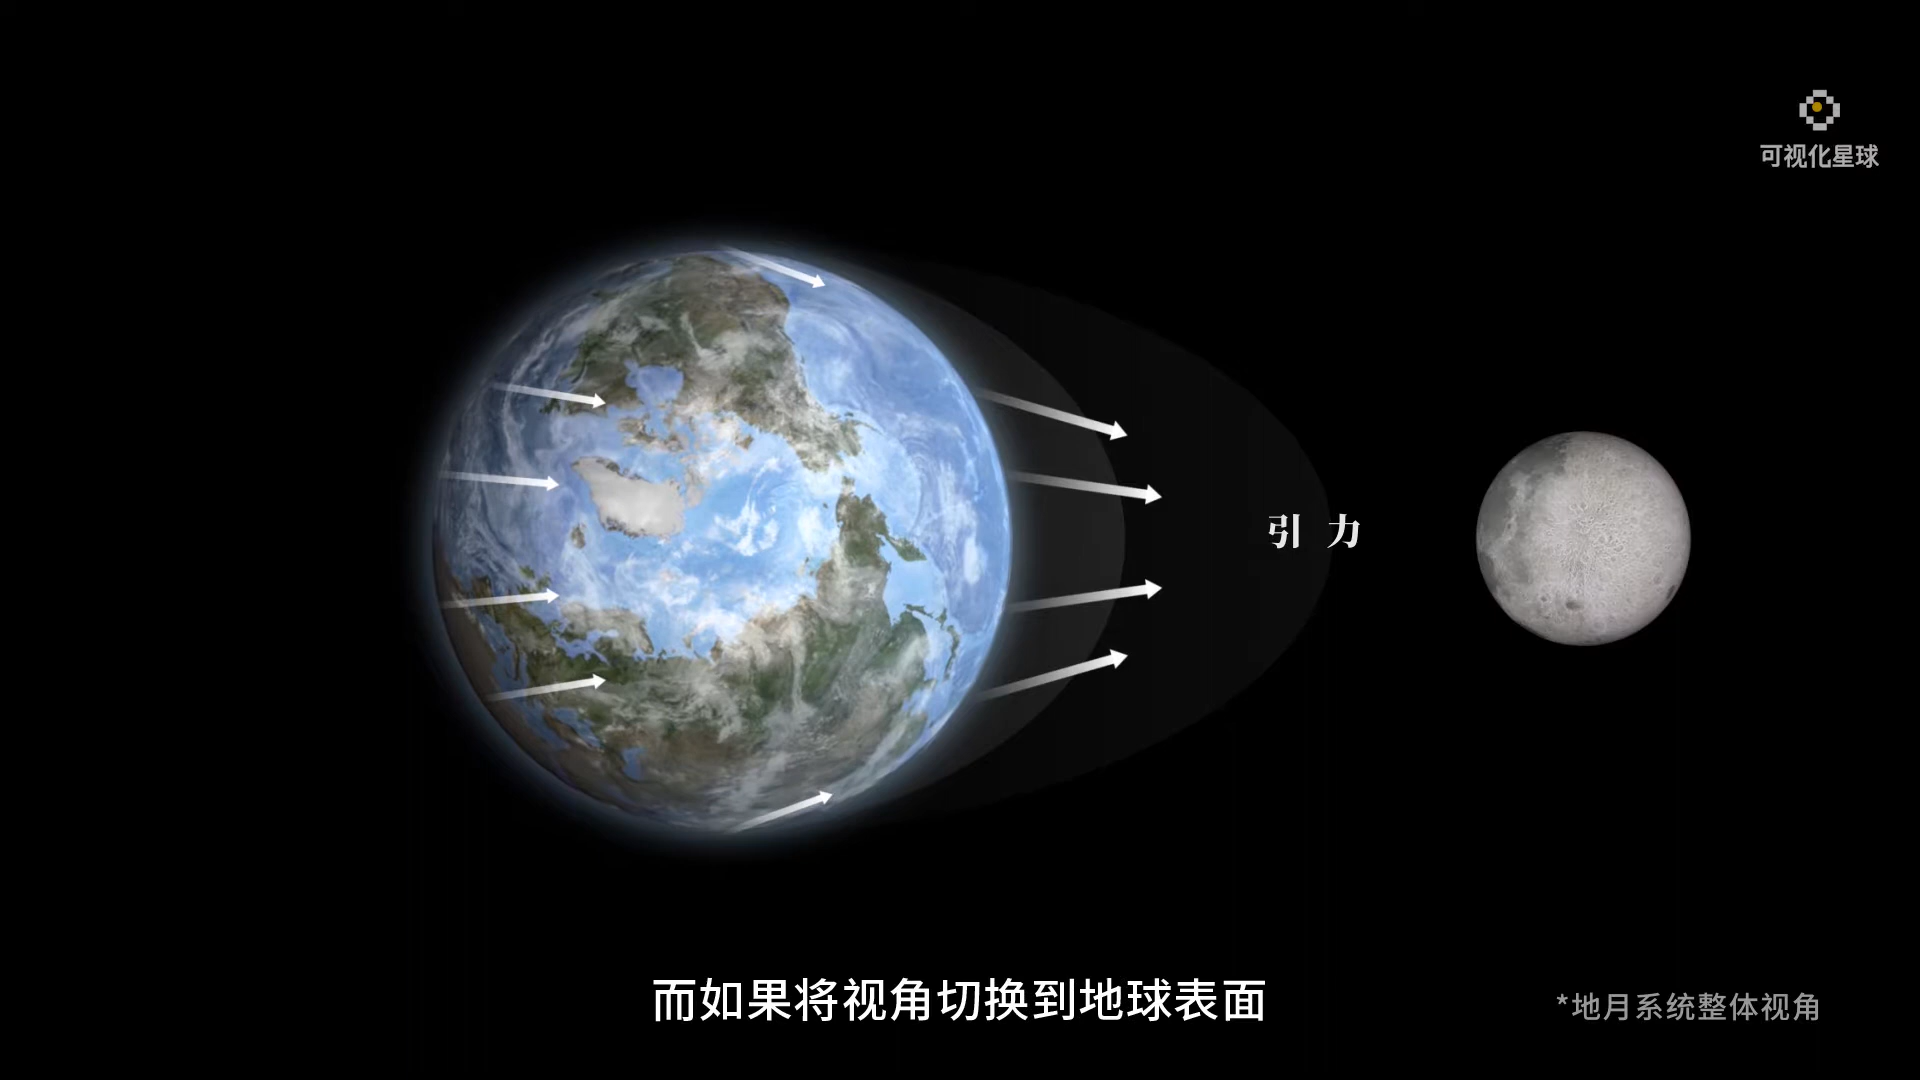 可视化星球
引力
而如果将视角切换到地球表面
*地月系统整体视角